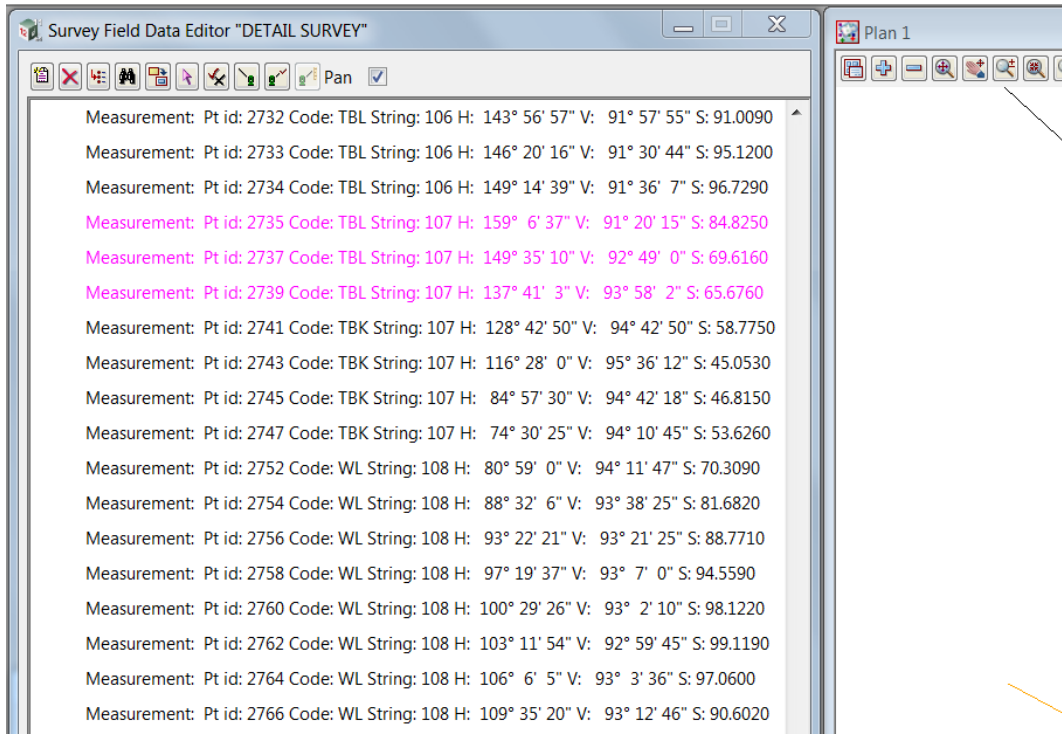 Survey Field Data Editor "DETAIL SURVEY"
Plan 1
Pan
Measurement: Pt id: 2732 Code: TBL String: 106 H: 143° 56' 57" V: 91° 57' 55" S: 91.0090
Measurement: Pt id: 2733 Code: TBL String: 106 H: 146° 20' 16" V: 91° 30' 44" S: 95.1200
Measurement: Pt id: 2734 Code: TBL String: 106 H: 149° 14' 39" V: 91° 36' 7" S: 96.7290
Measurement: Pt id: 2735 Code: TBL String: 107 H: 159° 6' 37" V: 91° 20' 15" S: 84.8250
Measurement: Pt id: 2737 Code: TBL String: 107 H: 149° 35' 10" V: 92° 49' 0" S: 69.6160
Measurement: Pt id: 2739 Code: TBL String: 107 H: 137° 41' 3" V: 93° 58' 2" S: 65.6760
Measurement: Pt id: 2741 Code: TBK String: 107 H: 128° 42' 50" V: 94° 42' 50" S: 58.7750
Measurement: Pt id: 2743 Code: TBK String: 107 H: 116° 28' 0" V: 95° 36' 12" S: 45.0530
Measurement: Pt id: 2745 Code: TBK String: 107 H: 84° 57' 30" V: 94° 42' 18" S: 46.8150
Measurement: Pt id: 2747 Code: TBK String: 107 H: 74° 30' 25" V: 94° 10' 45" S: 53.6260
Measurement: Pt id: 2752 Code: WL String: 108 H: 80° 59' 0" V: 94° 11' 47" S: 70.3090
Measurement: Pt id: 2754 Code: WL String: 108 H: 88° 32' 6" V: 93° 38' 25" S: 81.6820
Measurement: Pt id: 2756 Code: WL String: 108 H: 93° 22' 21" V: 93° 21' 25" S: 88.7710
Measurement: Pt id: 2758 Code: WL String: 108 H: 97° 19' 37" V: 93° 7' 0" S: 94.5590
Measurement: Pt id: 2760 Code: WL String: 108 H: 100° 29' 26" V: 93° 2' 10" S: 98.1220
Measurement: Pt id: 2762 Code: WL String: 108 H: 103° 11' 54" V: 92° 59' 45" S: 99.1190
Measurement: Pt id: 2764 Code: WL String: 108 H: 106° 6' 5" V: 93° 3' 36" S: 97.0600
Measurement: Pt id: 2766 Code: WL String: 108 H: 109° 35' 20" V: 93° 12' 46" S: 90.6020